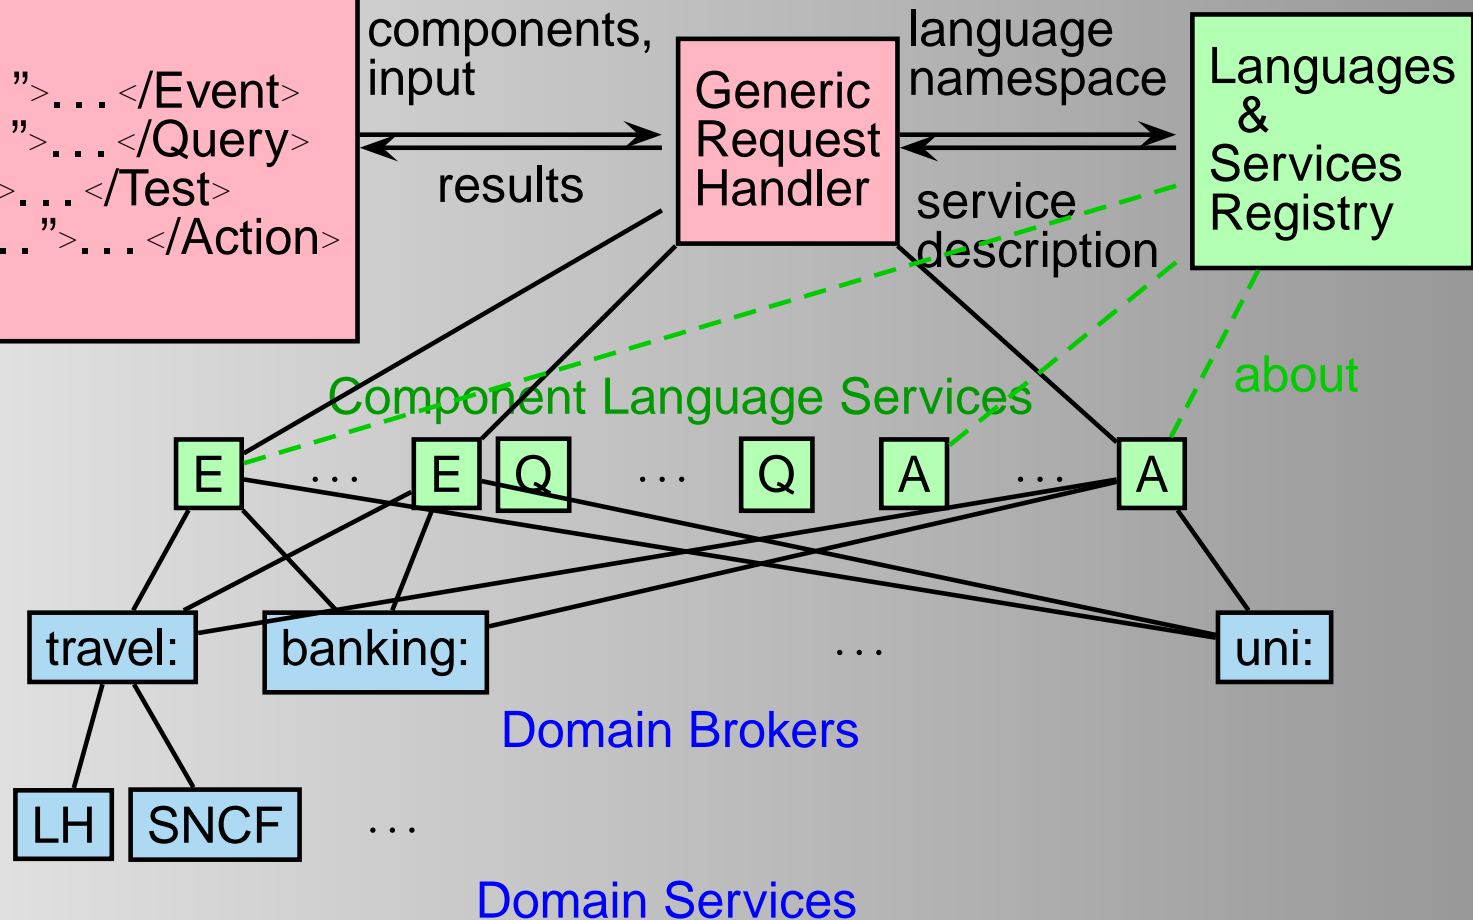 components,
input
”>...</Event>
”>...</Query>
>...</Test>
..”>...</Action>
results
Generic
Request
Handler
language
namespace
service
description
Languages
&
Services
Registry
about
Component Language Services
E ... E Q ... Q A ... A
travel: banking: ... uni:
Domain Brokers
LH SNCF ...
Domain Services